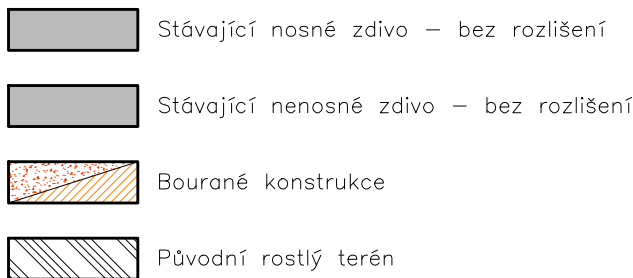 Stávající nosné zdivo – bez rozlišení
Stávající nenosné zdivo – bez rozlišení
Bourané konstrukce
Původní rostlý terén